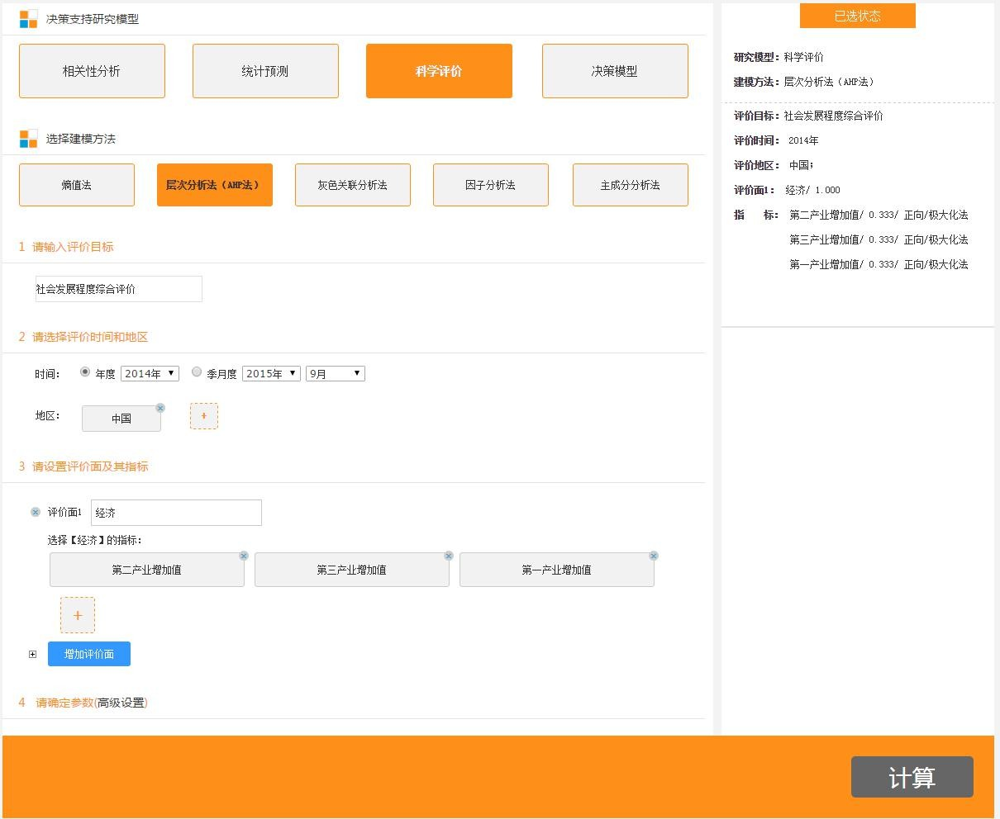 决策支持研究模型
相关性分析 统计预测 科学评价 决策模型
选择建模方法
熵值法 层次分析法（AHP法） 灰色关联分析法 因子分析法 主成分分析法
1 请输入评价目标
社会发展程度综合评价
2 请选择评价时间和地区
时间： 年度 2014年 季月度 2015年 9月
地区： 中国 +
3 请设置评价面及其指标
评价面1 经济
选择【经济】的指标：
第二产业增加值 第三产业增加值 第一产业增加值
+
增加评价面
4 请确定参数(高级设置)
已选状态
研究模型：科学评价
建模方法：层次分析法（AHP法）
评价目标：社会发展程度综合评价
评价时间： 2014年
评价地区： 中国；
评价面1： 经济/ 1.000
指 标： 第二产业增加值/ 0.333/ 正向/极大化法
第三产业增加值/ 0.333/ 正向/极大化法
第一产业增加值/ 0.333/ 正向/极大化法
计算